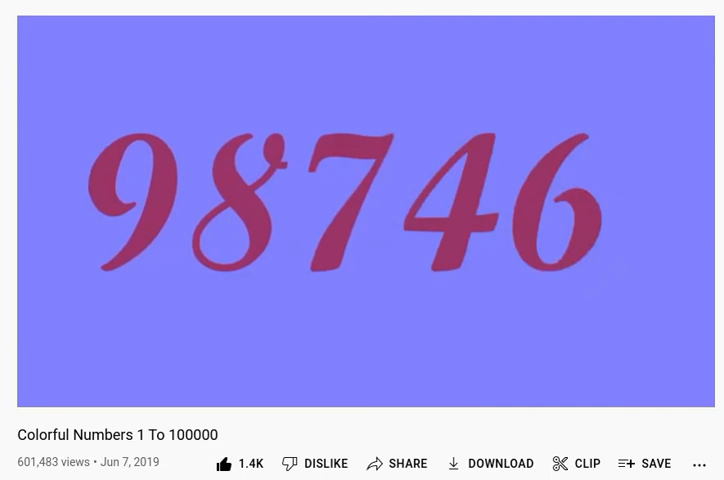 98746
Colorful Numbers 1 To 100000
601,483 views • Jun 7, 2019 1.4K DISLIKE SHARE DOWNLOAD CLIP SAVE ...